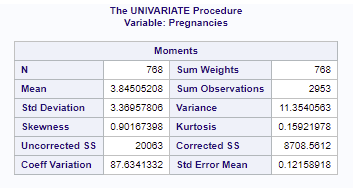 The UNIVARIATE Procedure
Variable: Pregnancies
Moments
N 768 Sum Weights 768
Mean 3.84505208 Sum Observations 2953
Std Deviation 3.36957806 Variance 11.3540563
Skewness 0.90167398 Kurtosis 0.15921978
Uncorrected SS 20063 Corrected SS 8708.5612
Coeff Variation 87.6341332 Std Error Mean 0.12158918